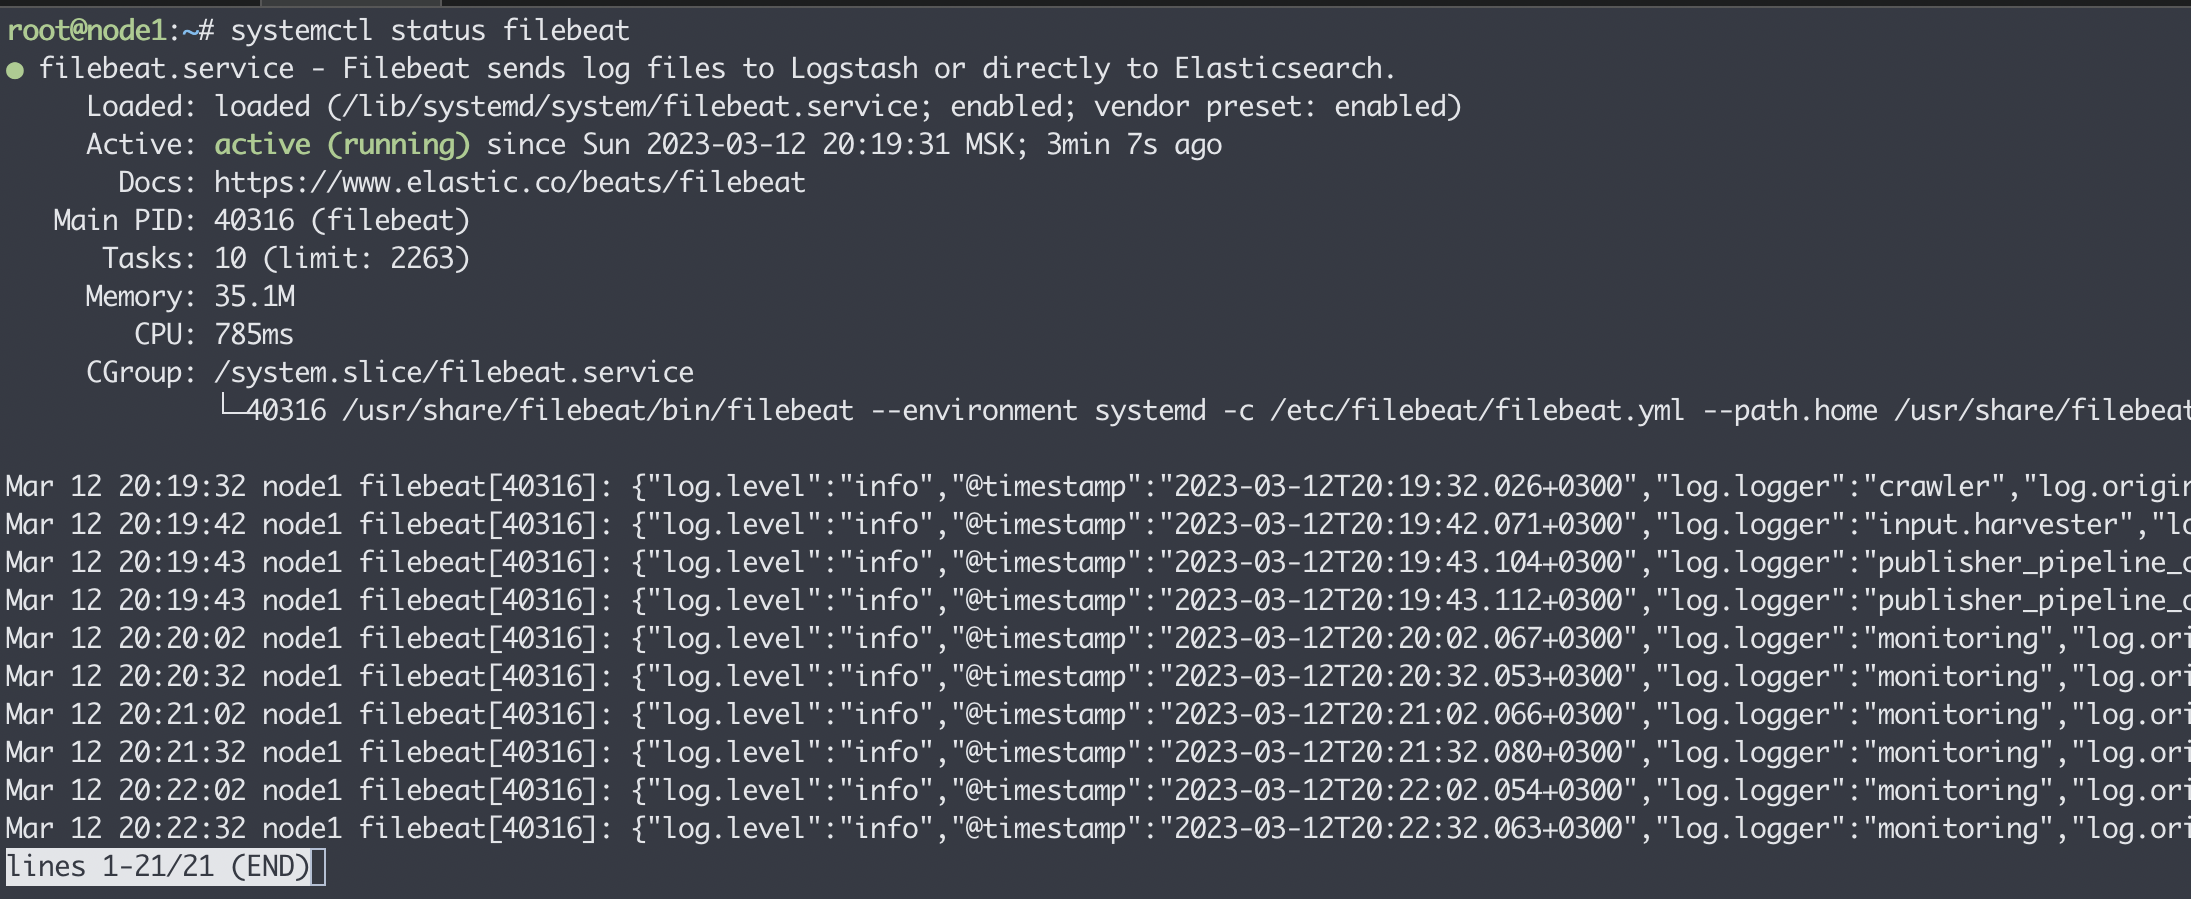 root@node1:~# systemctl status filebeat
● filebeat.service - Filebeat sends log files to Logstash or directly to Elasticsearch.
Loaded: loaded (/lib/systemd/system/filebeat.service; enabled; vendor preset: enabled)
Active: active (running) since Sun 2023-03-12 20:19:31 MSK; 3min 7s ago
Docs: https://www.elastic.co/beats/filebeat
Main PID: 40316 (filebeat)
Tasks: 10 (limit: 2263)
Memory: 35.1M
CPU: 785ms
CGroup: /system.slice/filebeat.service
└─40316 /usr/share/filebeat/bin/filebeat --environment systemd -c /etc/filebeat/filebeat.yml --path.home /usr/share/filebeat
Mar 12 20:19:32 node1 filebeat[40316]: {"log.level":"info","@timestamp":"2023-03-12T20:19:32.026+0300","log.logger":"crawler","log.origin
Mar 12 20:19:42 node1 filebeat[40316]: {"log.level":"info","@timestamp":"2023-03-12T20:19:42.071+0300","log.logger":"input.harvester","lo
Mar 12 20:19:43 node1 filebeat[40316]: {"log.level":"info","@timestamp":"2023-03-12T20:19:43.104+0300","log.logger":"publisher_pipeline_o
Mar 12 20:19:43 node1 filebeat[40316]: {"log.level":"info","@timestamp":"2023-03-12T20:19:43.112+0300","log.logger":"publisher_pipeline_o
Mar 12 20:20:02 node1 filebeat[40316]: {"log.level":"info","@timestamp":"2023-03-12T20:20:02.067+0300","log.logger":"monitoring","log.ori
Mar 12 20:20:32 node1 filebeat[40316]: {"log.level":"info","@timestamp":"2023-03-12T20:20:32.053+0300","log.logger":"monitoring","log.ori
Mar 12 20:21:02 node1 filebeat[40316]: {"log.level":"info","@timestamp":"2023-03-12T20:21:02.066+0300","log.logger":"monitoring","log.ori
Mar 12 20:21:32 node1 filebeat[40316]: {"log.level":"info","@timestamp":"2023-03-12T20:21:32.080+0300","log.logger":"monitoring","log.ori
Mar 12 20:22:02 node1 filebeat[40316]: {"log.level":"info","@timestamp":"2023-03-12T20:22:02.054+0300","log.logger":"monitoring","log.ori
Mar 12 20:22:32 node1 filebeat[40316]: {"log.level":"info","@timestamp":"2023-03-12T20:22:32.063+0300","log.logger":"monitoring","log.ori
lines 1-21/21 (END)